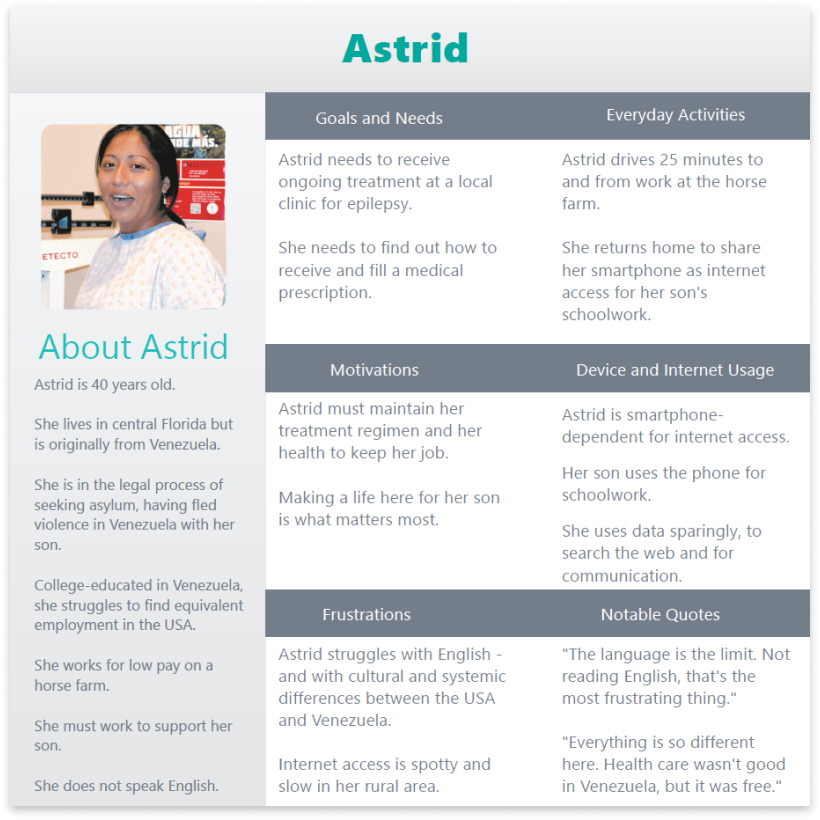 Astrid
AGUA
DE MÁS.
ETECTO
About Astrid
Astrid is 40 years old.
She lives in central Florida but
is originally from Venezuela.
She is in the legal process of
seeking asylum, having fled
violence in Venezuela with her
son.
College-educated in Venezuela,
she struggles to find equivalent
employment in the USA.
She works for low pay on a
horse farm.
She must work to support her
son.
She does not speak English.
Goals and Needs
Astrid needs to receive
ongoing treatment at a local
clinic for epilepsy.
She needs to find out how to
receive and fill a medical
prescription.
Everyday Activities
Astrid drives 25 minutes to
and from work at the horse
farm.
She returns home to share
her smartphone as internet
access for her son's
schoolwork.
Motivations
Astrid must maintain her
treatment regimen and her
health to keep her job.
Making a life here for her son
is what matters most.
Device and Internet Usage
Astrid is smartphone-
dependent for internet access.
Her son uses the phone for
schoolwork.
She uses data sparingly, to
search the web and for
communication.
Frustrations
Astrid struggles with English -
and with cultural and systemic
differences between the USA
and Venezuela.
Internet access is spotty and
slow in her rural area.
Notable Quotes
"The language is the limit. Not
reading English, that's the
most frustrating thing."
"Everything is so different
here. Health care wasn't good
in Venezuela, but it was free."